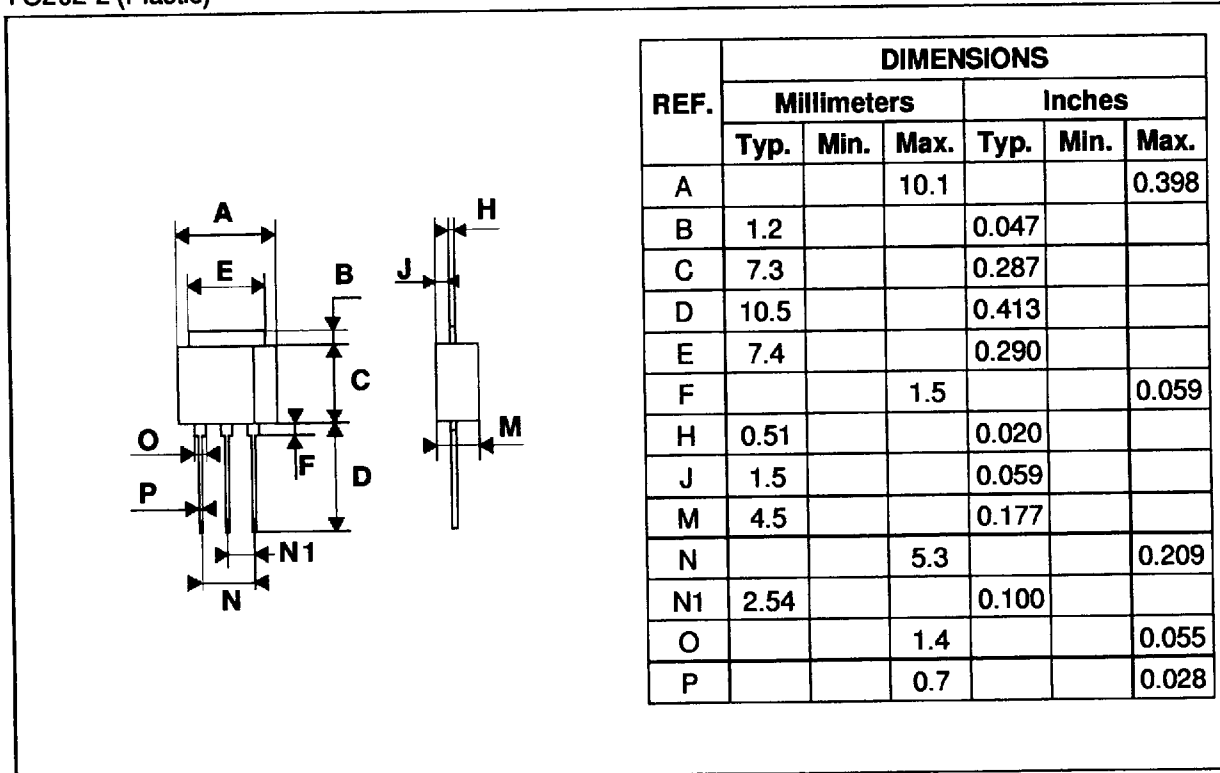 DIMENSIONS
REF. Millimeters Inches
Typ. Min. Max. Typ. Min. Max.
A 10.1 0.398
B 1.2 0.047
C 7.3 0.287
D 10.5 0.413
E 7.4 0.290
F 1.5 0.059
H 0.51 0.020
J 1.5 0.059
M 4.5 0.177
N 5.3 0.209
N1 2.54 0.100
O 1.4 0.055
P 0.7 0.028
A
H
E
B
J
C
O
F
M
P
D
N1
N